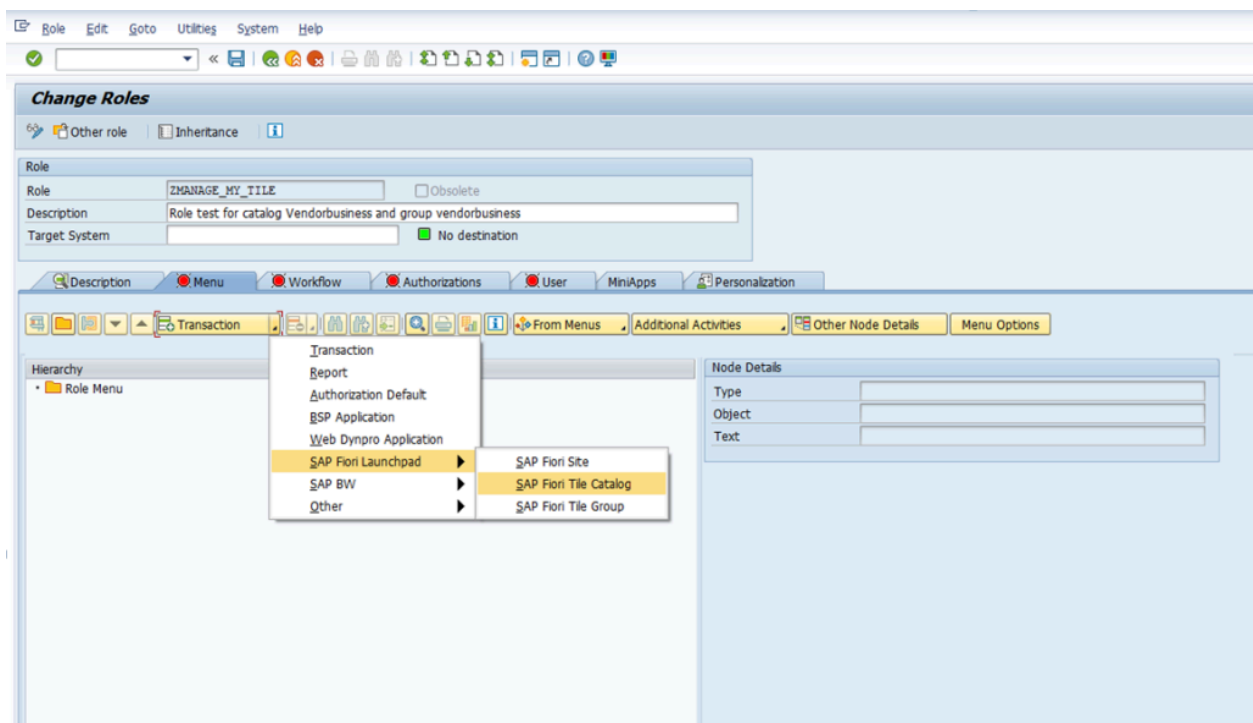 Role Edit Goto Utilities System Help
Change Roles
Other role Inheritance
Role
Role ZMANAGE_MY_TILE Obsolete
Description Role test for catalog Vendorbusiness and group vendorbusiness
Target System No destination
Description Menu Workflow Authorizations User MiniApps Personalization
Transaction From Menus Additional Activities Other Node Details Menu Options
Hierarchy
Role Menu
Transaction
Report
Authorization Default
BSP Application
Web Dynpro Application
SAP Fiori Launchpad
SAP BW
Other
SAP Fiori Site
SAP Fiori Tile Catalog
SAP Fiori Tile Group
Node Details
Type
Object
Text